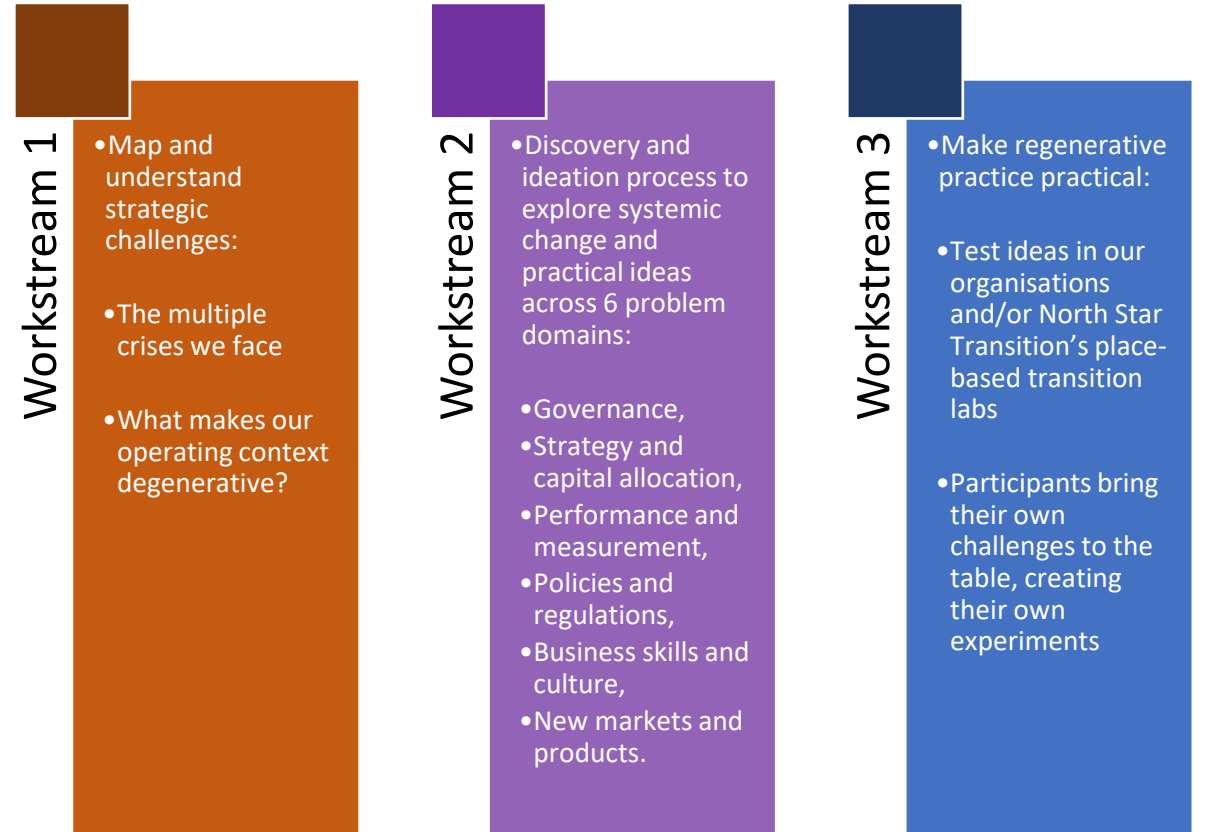 Workstream 1
•Map and
understand
strategic
challenges:
•The multiple
crises we face
•What makes our
operating context
degenerative?
Workstream 2
•Discovery and
ideation process to
explore systemic
change and
practical ideas
across 6 problem
domains:
•Governance,
•Strategy and
capital allocation,
•Performance and
measurement,
•Policies and
regulations,
•Business skills and
culture,
•New markets and
products.
Workstream 3
•Make regenerative
practice practical:
•Test ideas in our
organisations
and/or North Star
Transition’s place-
based transition
labs
•Participants bring
their own
challenges to the
table, creating
their own
experiments